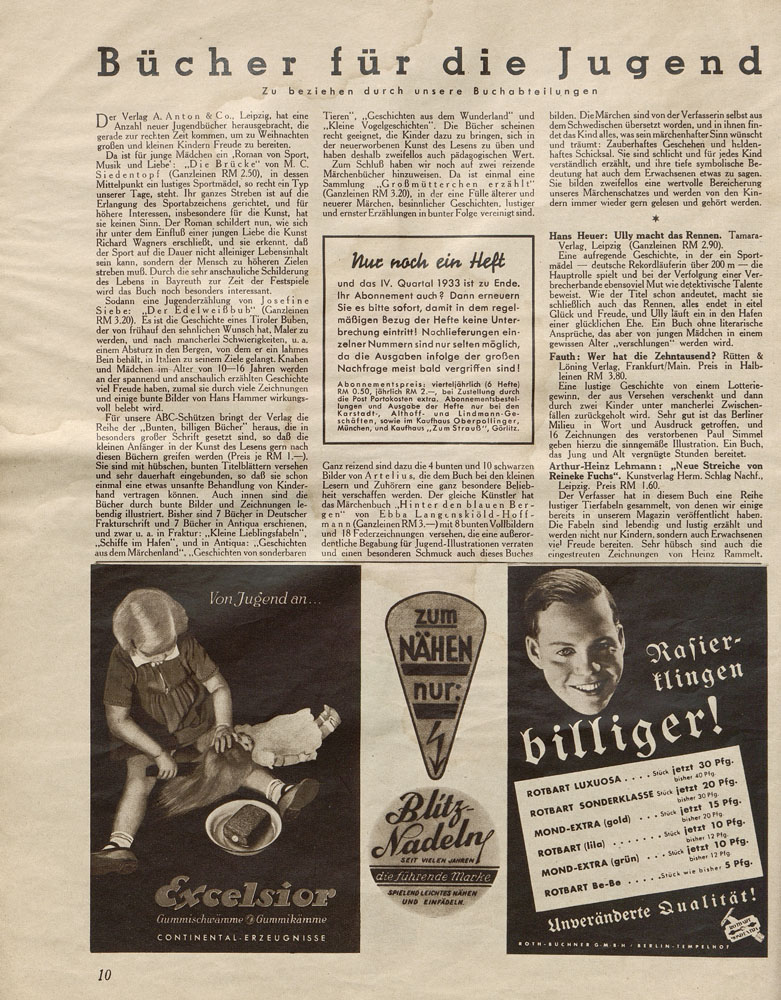 Bücher für die Jugend
Zu beziehen durch unsere Buchabteilungen
Der Verlag A. Anton & Co., Leipzig, hat eine
Anzahl neuer Jugendbücher herausgebracht, die
gerade zur rechten Zeit kommen, um zu Weihnachten
großen und kleinen Kindern Freude zu bereiten.
Da ist für junge Mädchen ein „Roman von Sport,
Musik und Liebe“: „Die Brücke“ von M. C.
Siedentopf (Ganzleinen RM 2.50), in dessen
Mittelpunkt ein lustiges Sportmädel, so recht ein Typ
unserer Tage, steht. Ihr ganzes Streben ist auf die
Erlangung des Sportabzeichens gerichtet, und für
höhere Interessen, insbesondere für die Kunst, hat
sie keinen Sinn. Der Roman schildert nun, wie sich
ihr unter dem Einfluß einer jungen Liebe die Kunst
Richard Wagners erschließt, und sie erkennt, daß
der Sport auf die Dauer nicht alleiniger Lebensinhalt
sein kann, sondern der Mensch zu höheren Zielen
streben muß. Durch die sehr anschauliche Schilderung
des Lebens in Bayreuth zur Zeit der Festspiele
wird das Buch noch besonders interessant.
Sodann eine Jugenderzählung von Josefine
Siebe: „Der Edelweißbub“ (Ganzleinen
RM 3.20). Es ist die Geschichte eines Tiroler Buben,
der von frühauf den sehnlichen Wunsch hat, Maler zu
werden, und nach mancherlei Schwierigkeiten, u. a.
einem Absturz in den Bergen, von dem er ein lahmes
Bein behält, in Italien zu seinem Ziele gelangt. Knaben
und Mädchen im Alter von 10—16 Jahren werden
an der spannend und anschaulich erzählten Geschichte
viel Freude haben, zumal sie durch viele Zeichnungen
und einige bunte Bilder von Hans Hammer wirkungs-
voll belebt wird.
Für unsere ABC-Schützen bringt der Verlag die
Reihe der „Bunten, billigen Bücher“ heraus, die in
besonders großer Schrift gesetzt sind, so daß die
kleinen Anfänger in der Kunst des Lesens gern nach
diesen Büchern greifen werden (Preis je RM 1.—).
Sie sind mit hübschen, bunten Titelblättern versehen
und sehr dauerhaft eingebunden, so daß sie schon
einmal eine etwas unsanfte Behandlung von Kinder-
hand vertragen können. Auch innen sind die
Bücher durch bunte Bilder und Zeichnungen le-
bendig illustriert. Bisher sind 7 Bücher in Deutscher
Frakturschrift und 7 Bücher in Antiqua erschienen,
und zwar u. a. in Fraktur: „Kleine Lieblingsfabeln“,
„Schiffe im Hafen“, und in Antiqua: „Geschichten
aus dem Märchenland“, „Geschichten von sonderbaren
Tieren“, „Geschichten aus dem Wunderland“ und
„Kleine Vogelgeschichten“. Die Bücher scheinen
recht geeignet, die Kinder dazu zu bringen, sich in
der neuerworbenen Kunst des Lesens zu üben und
haben deshalb zweifellos auch pädagogischen Wert.
Zum Schluß haben wir noch auf zwei reizende
Märchenbücher hinzuweisen. Da ist einmal eine
Sammlung „Großmütterchen erzählt“
(Ganzleinen RM 3.20), in der eine Fülle älterer und
neuerer Märchen, besinnlicher Geschichten, lustiger
und ernster Erzählungen in bunter Folge vereinigt sind.
Nur noch ein Heft
und das IV. Quartal 1933 ist zu Ende.
Ihr Abonnement auch? Dann erneuern
Sie es bitte sofort, damit in dem regel-
mäßigen Bezug der Hefte keine Unter-
brechung eintritt! Nachlieferungen ein-
zelner Nummern sind nur selten möglich,
da die Ausgaben infolge der großen
Nachfrage meist bald vergriffen sind!
Abonnementspreis: vierteljährlich (6 Hefte)
RM 0.50, jährlich RM 2.—, bei Zustellung durch
die Post Portokosten extra. Abonnementsbestel-
lungen und Ausgabe der Hefte nur bei den
Karstadt-, Althoff- und Lindemann-Ge-
schäften, sowie im Kaufhaus Oberpollinger,
München, und Kaufhaus „Zum Strauß“, Görlitz.
Ganz reizend sind dazu die 4 bunten und 10 schwarzen
Bilder von Artelius, die dem Buch bei den kleinen
Lesern und Zuhörern eine ganz besondere Beliebt-
heit verschaffen werden. Der gleiche Künstler hat
das Märchenbuch „Hinter den blauen Ber-
gen“ von Ebba Langenskiöld-Hoff-
mann (Ganzleinen RM 3.—) mit 8 bunten Vollbildern
und 18 Federzeichnungen versehen, die eine außeror-
dentliche Begabung für Jugend-Illustrationen verraten
und einen besonderen Schmuck auch dieses Buches
bilden. Die Märchen sind von der Verfasserin selbst aus
dem Schwedischen übersetzt worden, und in ihnen fin-
det das Kind alles, was sein märchenhafter Sinn wünscht
und träumt: Zauberhaftes Geschehen und helden-
haftes Schicksal. Sie sind schlicht und für jedes Kind
verständlich erzählt, und ihre tiefe symbolische Be-
deutung hat auch dem Erwachsenen etwas zu sagen.
Sie bilden zweifellos eine wertvolle Bereicherung
unseres Märchenschatzes und werden von den Kin-
dern immer wieder gern gelesen und gehört werden.
*
Hans Heuer: Ully macht das Rennen. Tamara-
Verlag, Leipzig (Ganzleinen RM 2.90).
Eine aufregende Geschichte, in der ein Sport-
mädel — deutsche Rekordläuferin über 200 m — die
Hauptrolle spielt und bei der Verfolgung einer Ver-
brecherbande ebensoviel Mut wie detektivische Talente
beweist. Wie der Titel schon andeutet, macht sie
schließlich auch das Rennen, alles endet in eitel
Glück und Freude, und Ully läuft ein in den Hafen
einer glücklichen Ehe. Ein Buch ohne literarische
Ansprüche, das aber von jungen Mädchen in einem
gewissen Alter „verschlungen“ werden wird.
Fauth: Wer hat die Zehntausend? Rütten &
Löning Verlag, Frankfurt/Main. Preis in Halb-
leinen RM 3.80.
Eine lustige Geschichte von einem Lotterie-
gewinn, der aus Versehen verschenkt und dann
durch zwei Kinder unter mancherlei Zwischen-
fällen zurückgeholt wird. Sehr gut ist das Berliner
Milieu in Wort und Ausdruck getroffen, und
16 Zeichnungen des verstorbenen Paul Simmel
geben hierzu die sinngemäße Illustration. Ein Buch,
das Jung und Alt vergnügte Stunden bereitet.
Arthur-Heinz Lehmann: „Neue Streiche von
Reineke Fuchs“. Kunstverlag Herm. Schlag Nachf.,
Leipzig. Preis RM 1.60.
Der Verfasser hat in diesem Buch eine Reihe
lustiger Tierfabeln gesammelt, von denen wir einige
bereits in unserem Magazin veröffentlicht haben.
Die Fabeln sind lebendig und lustig erzählt und
werden nicht nur Kindern, sondern auch Erwachsenen
viel Freude bereiten. Sehr hübsch sind auch die
eingestreuten Zeichnungen von Heinz Rammelt.
Von Jugend an...
Excelsior
Gummischwämme Gummikämme
CONTINENTAL-ERZEUGNISSE
zum
NÄHEN
nur:
Blitz-
Nadeln
SEIT VIELEN JAHREN
die führende Marke
SPIELEND LEICHTES NÄHEN
UND EINFÄDELN.
Rasier-
klingen
billiger!
ROTBART LUXUOSA . . . . Stück jetzt 30 Pfg.
bisher 40 Pfg.
ROTBART SONDERKLASSE Stück jetzt 20 Pfg.
bisher 30 Pfg.
MOND-EXTRA (gold) . . . . Stück jetzt 15 Pfg.
bisher 20 Pfg.
ROTBART (lila) . . . . . . . Stück jetzt 10 Pfg.
bisher 12 Pfg.
MOND-EXTRA (grün) . . . Stück jetzt 10 Pfg.
bisher 12 Pfg.
ROTBART Be-Be . . . . . Stück wie bisher 5 Pfg.
Unveränderte Qualität!
ROTH-BÜCHNER G·M·B·H / BERLIN-TEMPELHOF
10